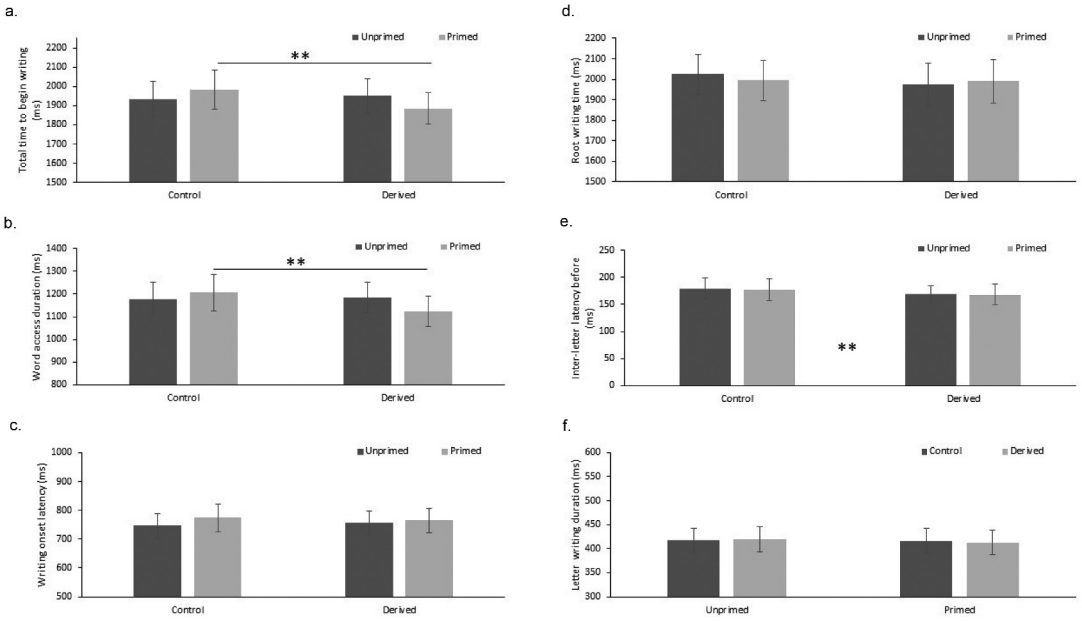 a.
Unprimed Primed
2200
2100
2000
1900
1800
1700
1600
1500
**
Total time to begin writing
(ms)
Control Derived
b.
Unprimed Primed
1400
1300
1200
1100
1000
900
800
**
Word access duration (ms)
Control Derived
c.
Unprimed Primed
1000
900
800
700
600
500
Writing onset latency (ms)
Control Derived
d.
Unprimed Primed
2200
2100
2000
1900
1800
1700
1600
1500
Root writing time (ms)
Control Derived
e.
Unprimed Primed
250
200
150
100
50
0
**
Inter-letter latency before
(ms)
Control Derived
f.
Control Derived
600
550
500
450
400
350
300
Letter writing duration (ms)
Unprimed Primed